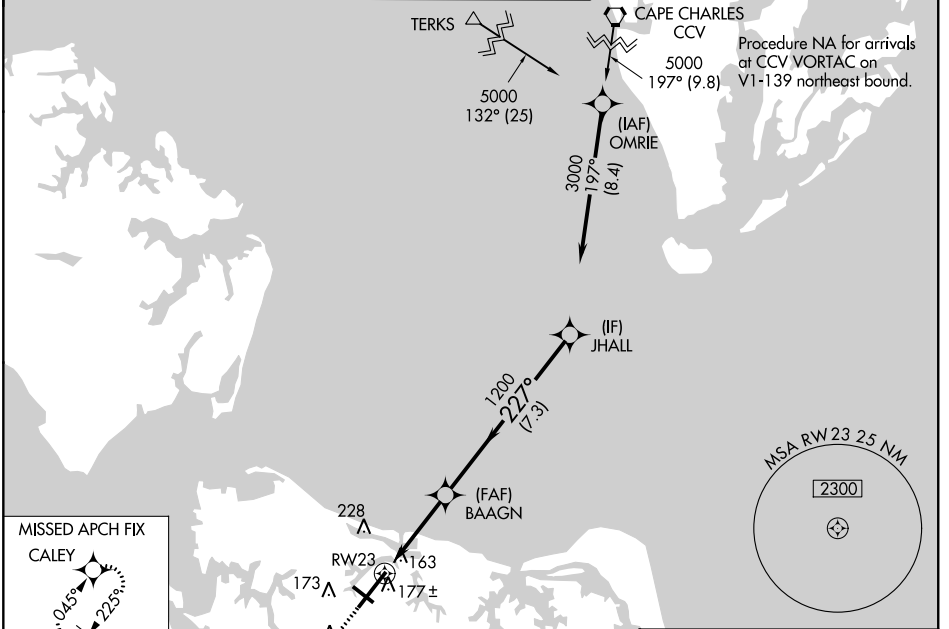 TERKS
CAPE CHARLES
CCV
5000
197° (9.8)
Procedure NA for arrivals
at CCV VORTAC on
V1-139 northeast bound.
5000
132° (25)
(IAF)
OMRIE
3000
197°
(8.4)
(IF)
JHALL
1200
227°
(7.3)
(FAF)
BAAGN
MSA RW23 25 NM
2300
228
RW23
163
173
177±
MISSED APCH FIX
CALEY
045°
225°